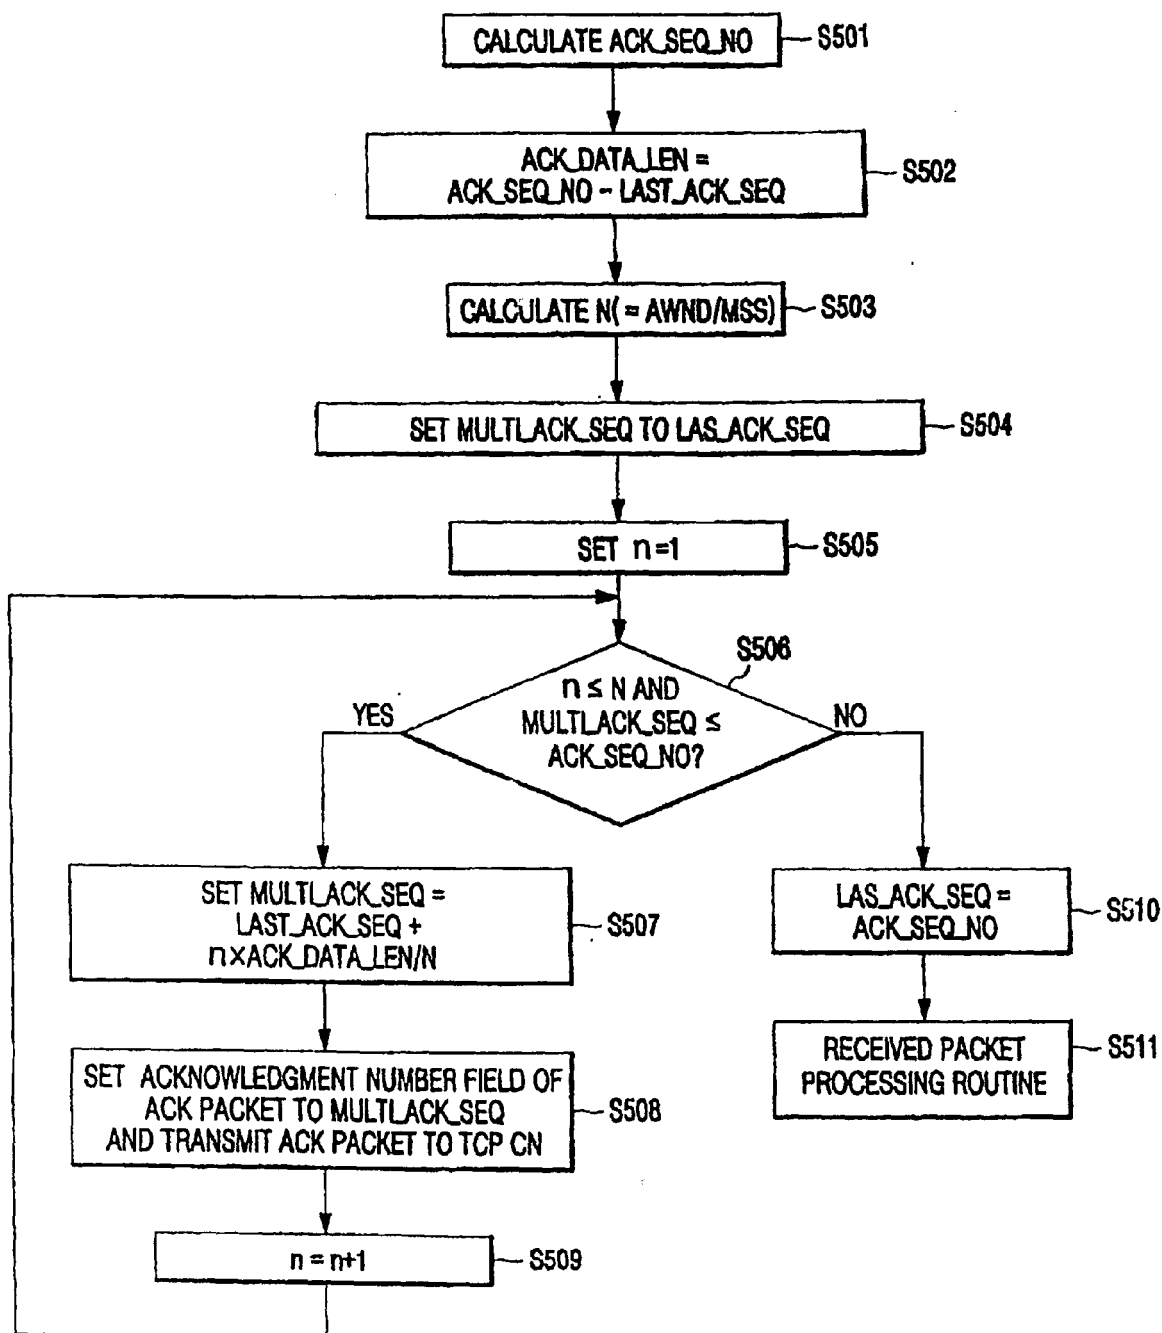 CALCULATE ACK_SEQ_NO
S501
ACK_DATA_LEN =
ACK_SEQ_NO - LAST_ACK_SEQ
S502
CALCULATE N( = AWND/MSS)
S503
SET MULTI_ACK_SEQ TO LAS_ACK_SEQ
S504
SET n=1
S505
S506
n ≤ N AND
MULTI_ACK_SEQ ≤
ACK_SEQ_NO?
YES
NO
SET MULTI_ACK_SEQ =
LAST_ACK_SEQ +
n×ACK_DATA_LEN/N
S507
LAS_ACK_SEQ =
ACK_SEQ_NO
S510
SET ACKNOWLEDGMENT NUMBER FIELD OF
ACK PACKET TO MULTI_ACK_SEQ
AND TRANSMIT ACK PACKET TO TCP CN
S508
RECEIVED PACKET
PROCESSING ROUTINE
S511
n = n+1
S509